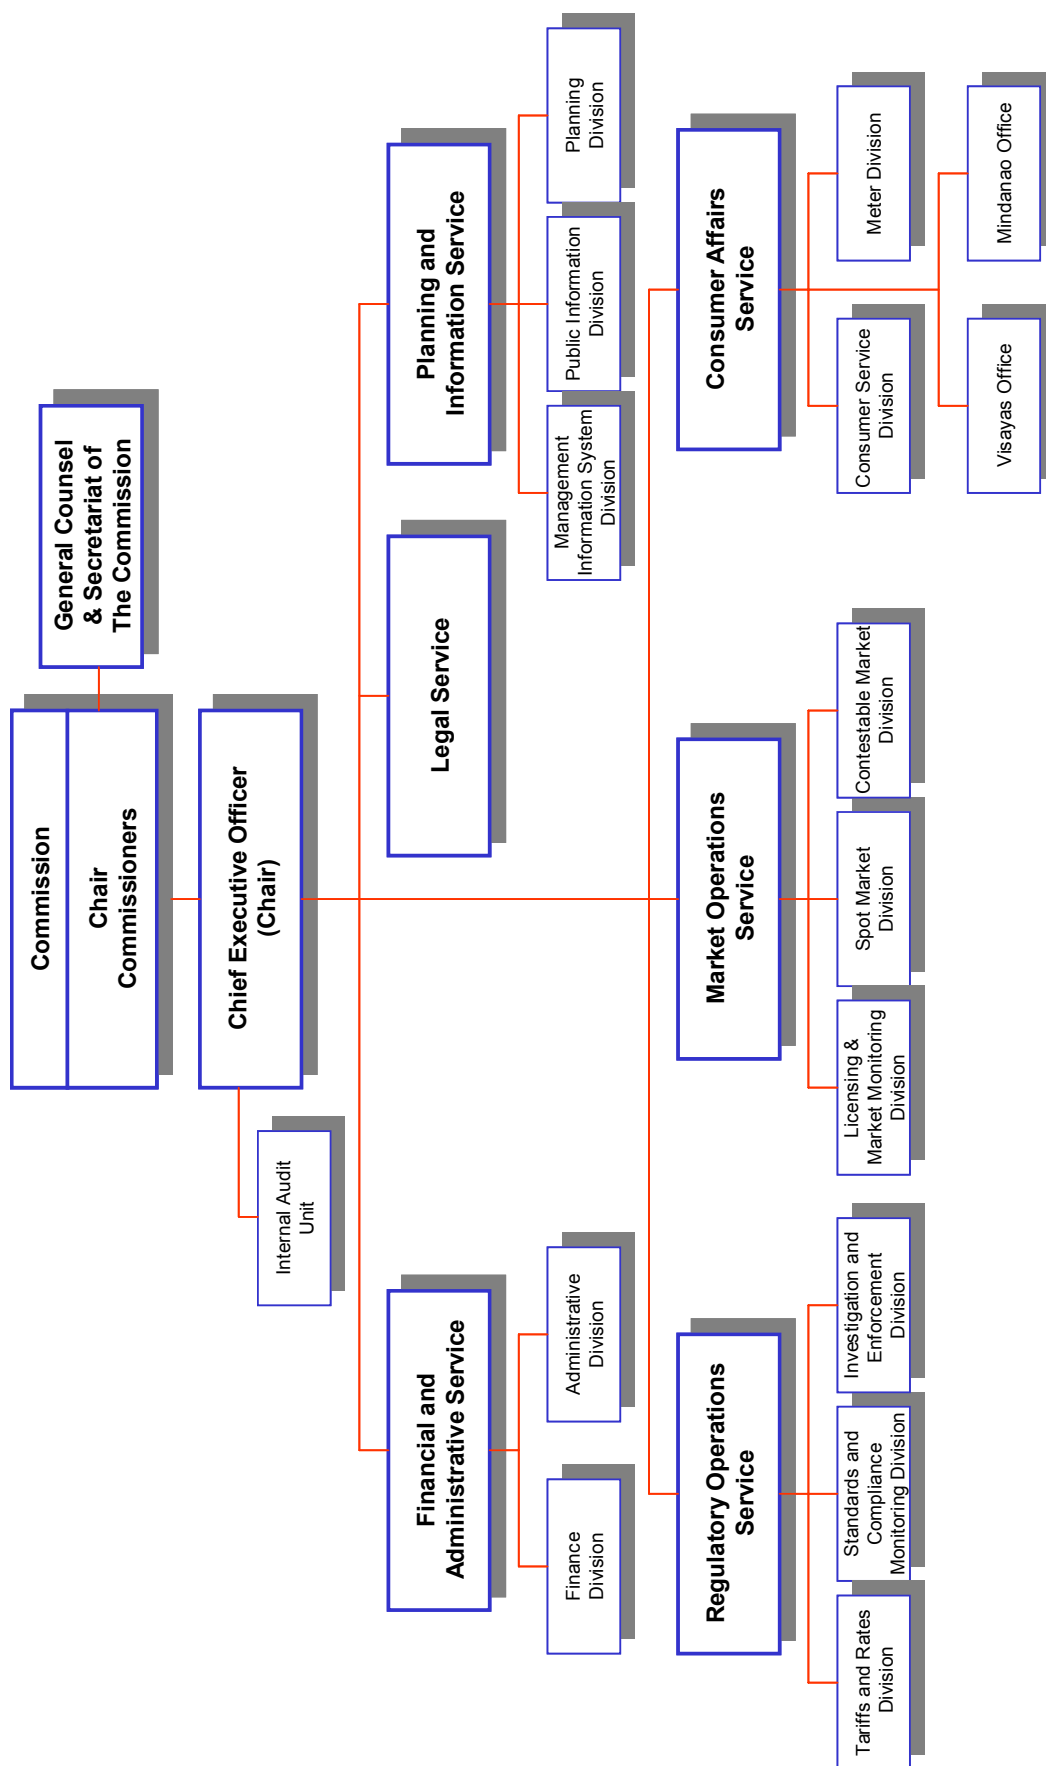 Commission
Chair
Commissioners
General Counsel
& Secretariat of
The Commission
Chief Executive Officer
(Chair)
Internal Audit
Unit
Financial and
Administrative Service
Legal Service
Planning and
Information Service
Finance
Division
Administrative
Division
Management
Information System
Division
Public Information
Division
Planning
Division
Regulatory Operations
Service
Market Operations
Service
Consumer Affairs
Service
Tariffs and Rates
Division
Standards and
Compliance
Monitoring Division
Investigation and
Enforcement
Division
Licensing &
Market Monitoring
Division
Spot Market
Division
Contestable Market
Division
Consumer Service
Division
Meter Division
Visayas Office
Mindanao Office